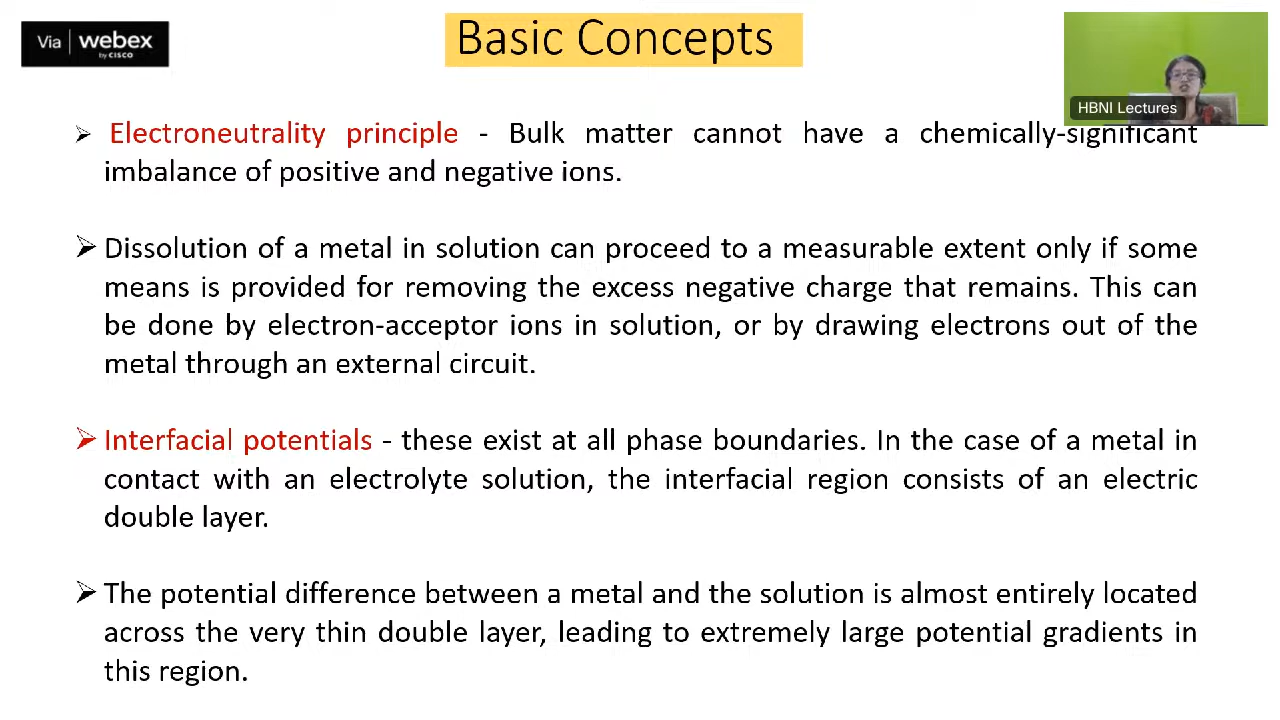 Via | webex
by CISCO
Basic Concepts
HBNI Lectures
➢ Electroneutrality principle - Bulk matter cannot have a chemically-significant
imbalance of positive and negative ions.
➢ Dissolution of a metal in solution can proceed to a measurable extent only if some
means is provided for removing the excess negative charge that remains. This can
be done by electron-acceptor ions in solution, or by drawing electrons out of the
metal through an external circuit.
➢ Interfacial potentials - these exist at all phase boundaries. In the case of a metal in
contact with an electrolyte solution, the interfacial region consists of an electric
double layer.
➢ The potential difference between a metal and the solution is almost entirely located
across the very thin double layer, leading to extremely large potential gradients in
this region.